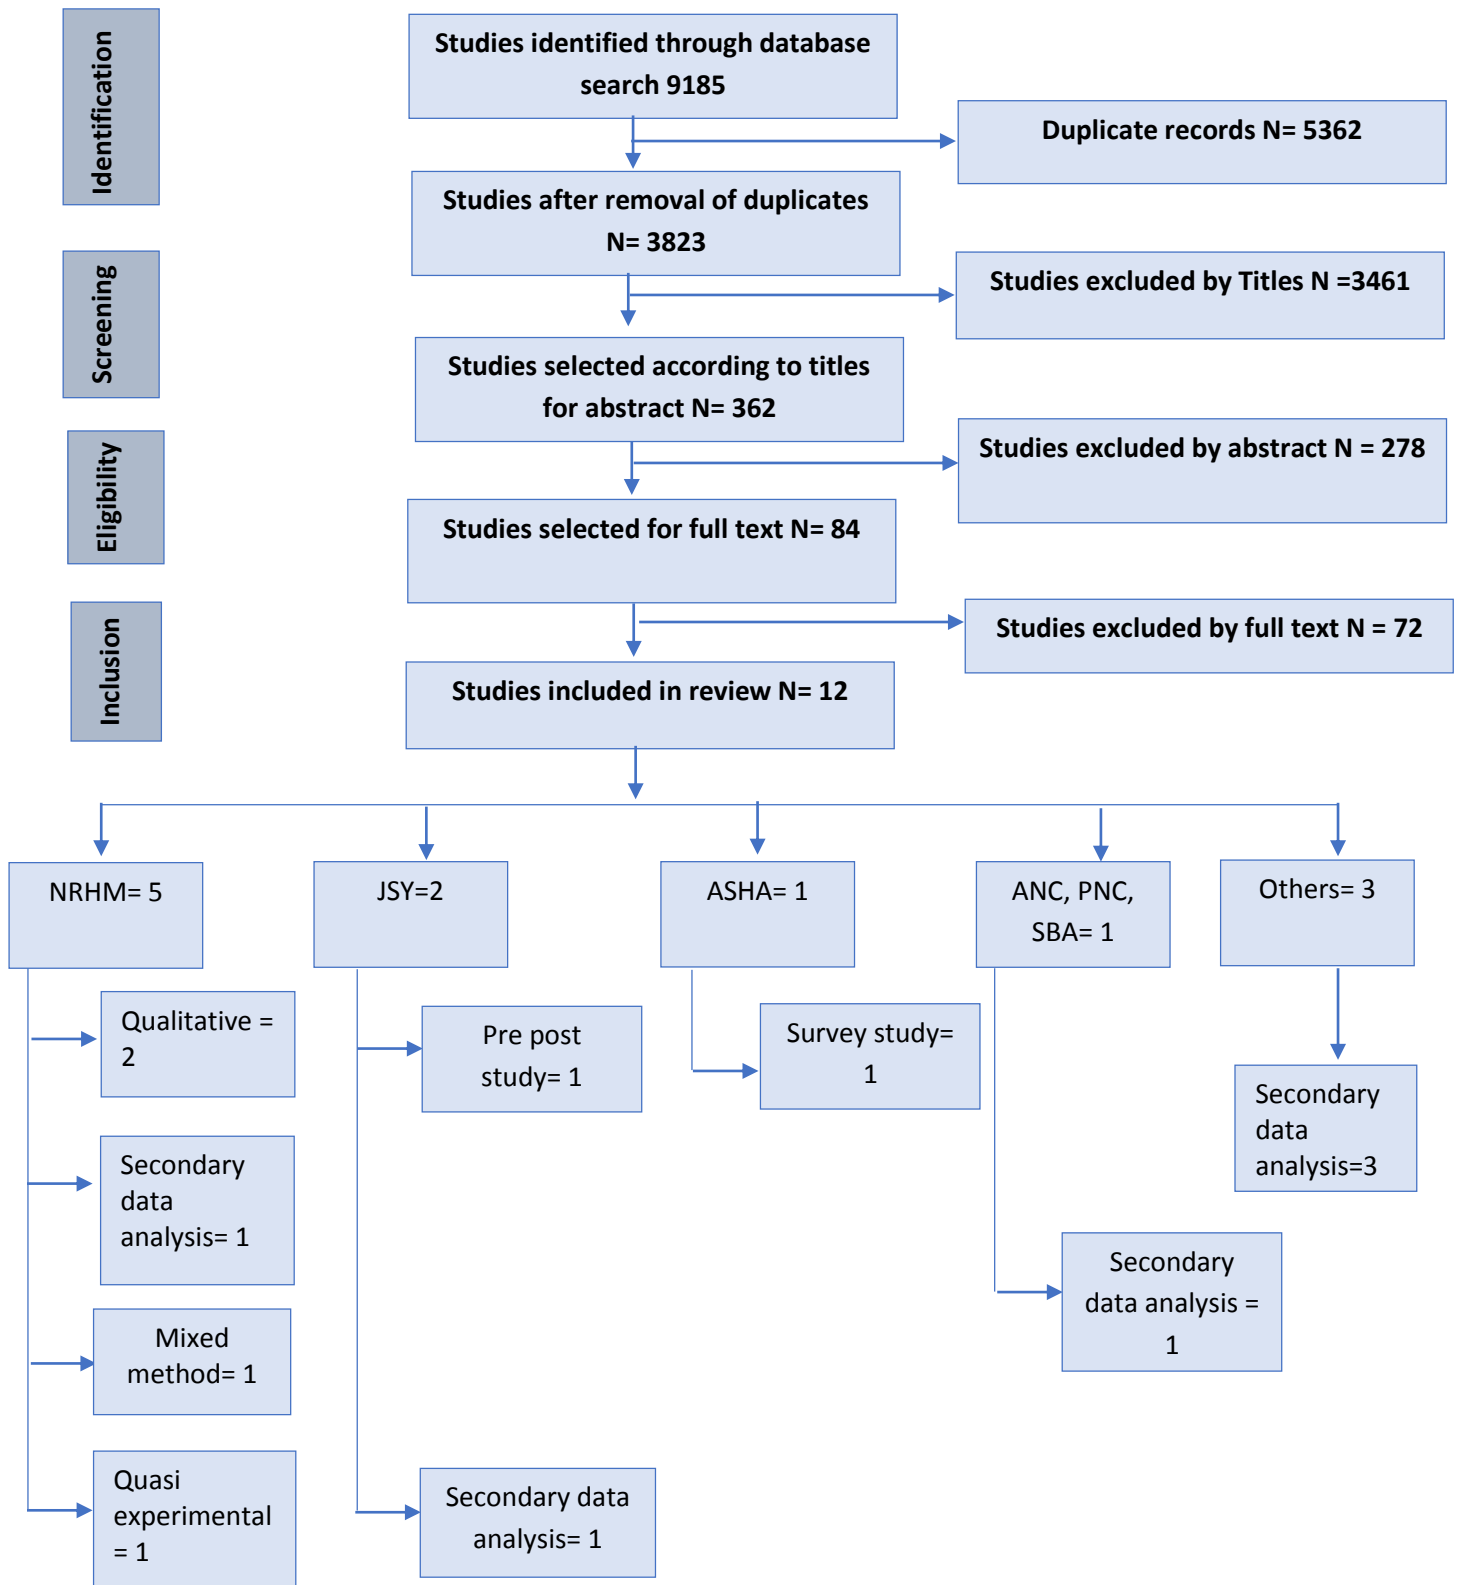 Identification
Studies identified through database
search 9185
Duplicate records N= 5362
Studies after removal of duplicates
N= 3823
Screening
Studies excluded by Titles N =3461
Studies selected according to titles
for abstract N= 362
Eligibility
Studies excluded by abstract N = 278
Studies selected for full text N= 84
Inclusion
Studies excluded by full text N = 72
Studies included in review N= 12
NRHM= 5
JSY=2
ASHA= 1
ANC, PNC,
SBA= 1
Others= 3
Qualitative =
2
Secondary
data
analysis= 1
Mixed
method= 1
Quasi
experimental
= 1
Pre post
study= 1
Secondary data
analysis= 1
Survey study=
1
Secondary
data analysis =
1
Secondary
data
analysis=3